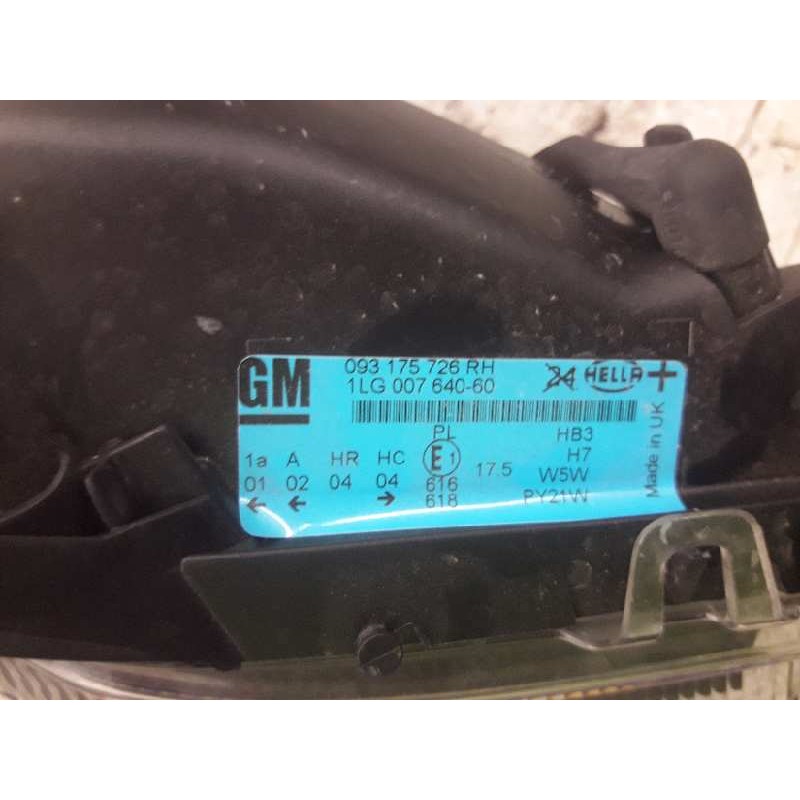 GM
093 175 726 RH
1LG 007 640-60
24 HELLA +
PL HB3
1a A HR HC E1 17.5 H7
01 02 04 04 616 W5W
← ← → 618 PY21W
Made in UK